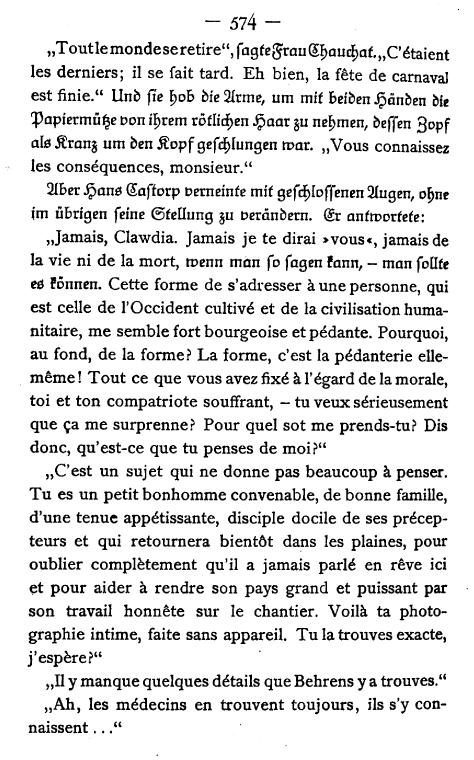 — 574 —
„Tout le monde se retire“, sagte Frau Chauchat. „C'étaient
les derniers; il se fait tard. Eh bien, la fête de carnaval
est finie.“ Und sie hob die Arme, um mit beiden Händen die
Papiermütze von ihrem rötlichen Haar zu nehmen, dessen Zopf
als Kranz um den Kopf geschlungen war. „Vous connaissez
les conséquences, monsieur.“
Aber Hans Castorp verneinte mit geschlossenen Augen, ohne
im übrigen seine Stellung zu verändern. Er antwortete:
„Jamais, Clawdia. Jamais je te dirai ›vous‹, jamais de
la vie ni de la mort, wenn man so sagen kann, – man sollte
es können. Cette forme de s'adresser à une personne, qui
est celle de l'Occident cultivé et de la civilisation huma-
nitaire, me semble fort bourgeoise et pédante. Pourquoi,
au fond, de la forme? La forme, c'est la pédanterie elle-
même! Tout ce que vous avez fixé à l'égard de la morale,
toi et ton compatriote souffrant, – tu veux sérieusement
que ça me surprenne? Pour quel sot me prends-tu? Dis
donc, qu'est-ce que tu penses de moi?“
„C'est un sujet qui ne donne pas beaucoup à penser.
Tu es un petit bonhomme convenable, de bonne famille,
d'une tenue appétissante, disciple docile de ses précep-
teurs et qui retournera bientôt dans les plaines, pour
oublier complètement qu'il a jamais parlé en rêve ici
et pour aider à rendre son pays grand et puissant par
son travail honnête sur le chantier. Voilà ta photo-
graphie intime, faite sans appareil. Tu la trouves exacte,
j'espère?“
„Il y manque quelques détails que Behrens y a trouves.“
„Ah, les médecins en trouvent toujours, ils s'y con-
naissent . . .“